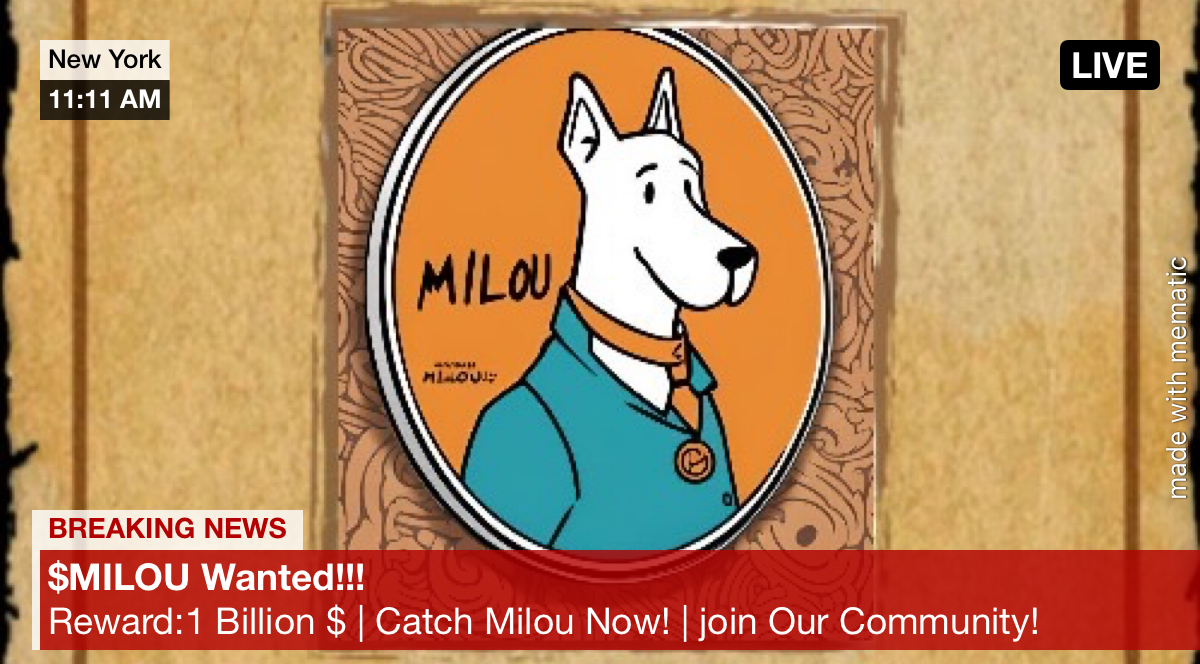 New York
11:11 AM
LIVE
MILOU
MILOU
made with mematic
BREAKING NEWS
$MILOU Wanted!!!
Reward:1 Billion $ | Catch Milou Now! | join Our Community!